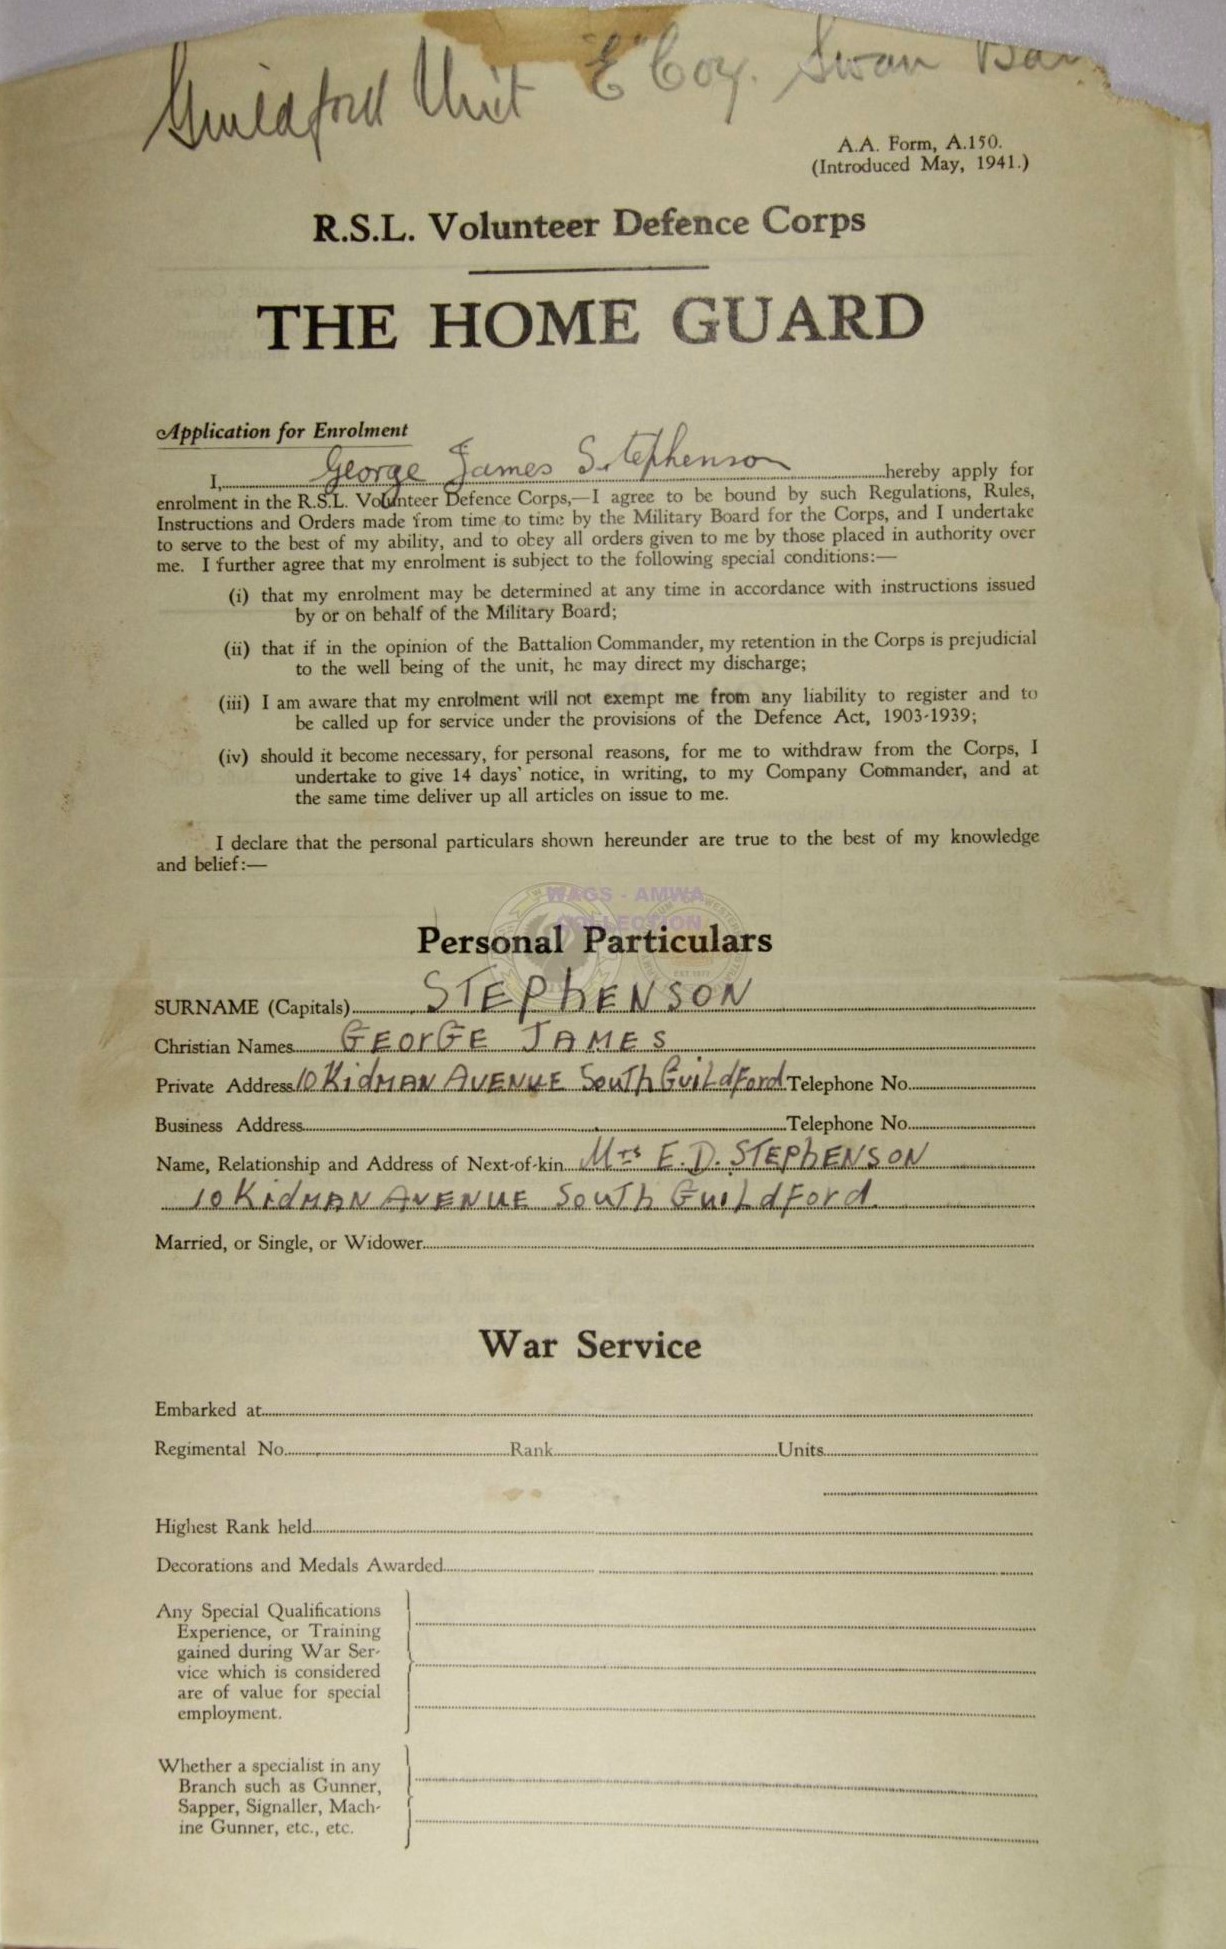 Guildford Unit "E" Coy. Swan
A.A. Form, A.150.
(Introduced May, 1941.)
R.S.L. Volunteer Defence Corps
THE HOME GUARD
Application for Enrolment
I, George James Stephenson hereby apply for
enrolment in the R.S.L. Volunteer Defence Corps,—I agree to be bound by such Regulations, Rules,
Instructions and Orders made from time to time by the Military Board for the Corps, and I undertake
to serve to the best of my ability, and to obey all orders given to me by those placed in authority over
me. I further agree that my enrolment is subject to the following special conditions:—
(i) that my enrolment may be determined at any time in accordance with instructions issued
by or on behalf of the Military Board;
(ii) that if in the opinion of the Battalion Commander, my retention in the Corps is prejudicial
to the well being of the unit, he may direct my discharge;
(iii) I am aware that my enrolment will not exempt me from any liability to register and to
be called up for service under the provisions of the Defence Act, 1903-1939;
(iv) should it become necessary, for personal reasons, for me to withdraw from the Corps, I
undertake to give 14 days' notice, in writing, to my Company Commander, and at
the same time deliver up all articles on issue to me.
I declare that the personal particulars shown hereunder are true to the best of my knowledge
and belief:—
WAGS - AMWA
COLLECTION
Personal Particulars
SURNAME (Capitals) STEPhENSON
Christian Names GEOrGE JAMES
Private Address 10 KidMAN AVENUE SouTh GuiLdFord Telephone No.
Business Address Telephone No.
Name, Relationship and Address of Next-of-kin Mrs E.D. STEPhENSON
10 KidMAN AVENUE SouTh GuiLdFord.
Married, or Single, or Widower
War Service
Embarked at
Regimental No. Rank Units
Highest Rank held
Decorations and Medals Awarded
Any Special Qualifications
Experience, or Training
gained during War Ser-
vice which is considered
are of value for special
employment.
Whether a specialist in any
Branch such as Gunner,
Sapper, Signaller, Mach-
ine Gunner, etc., etc.